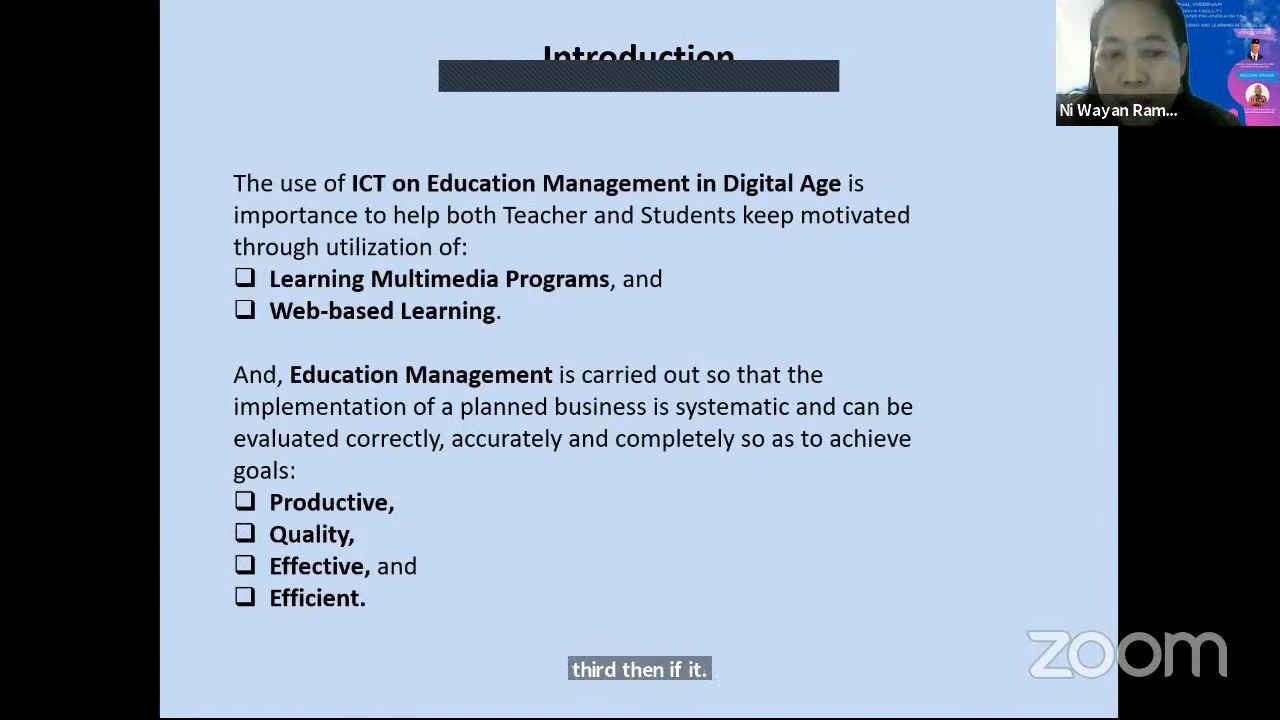 Introduction
The use of ICT on Education Management in Digital Age is
importance to help both Teacher and Students keep motivated
through utilization of:
❑ Learning Multimedia Programs, and
❑ Web-based Learning.
And, Education Management is carried out so that the
implementation of a planned business is systematic and can be
evaluated correctly, accurately and completely so as to achieve
goals:
❑ Productive,
❑ Quality,
❑ Effective, and
❑ Efficient.
third then if it.
Ni Wayan Ram...
zoom